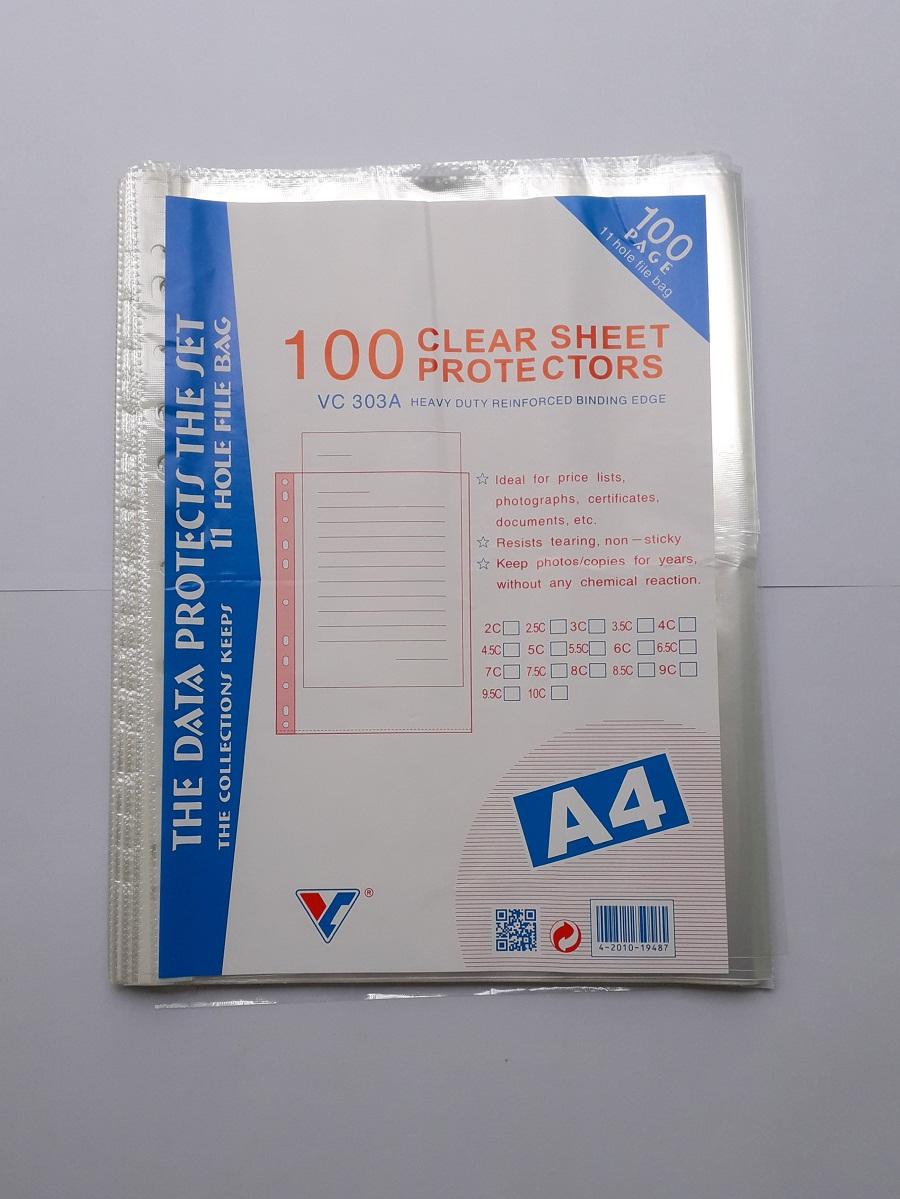 100
PAGE
11 hole file bag
THE DATA PROTECTS THE SET
THE COLLECTIONS KEEPS 11 HOLE FILE BAG
100 CLEAR SHEET
PROTECTORS
VC 303A HEAVY DUTY REINFORCED BINDING EDGE
☆ Ideal for price lists,
photographs, certificates,
documents, etc.
☆ Resists tearing, non—sticky
☆ Keep photos/copies for years,
without any chemical reaction.
2C 2.5C 3C 3.5C 4C
4.5C 5C 5.5C 6C 6.5C
7C 7.5C 8C 8.5C 9C
9.5C 10C
A4
VC ®
4-2010-19487